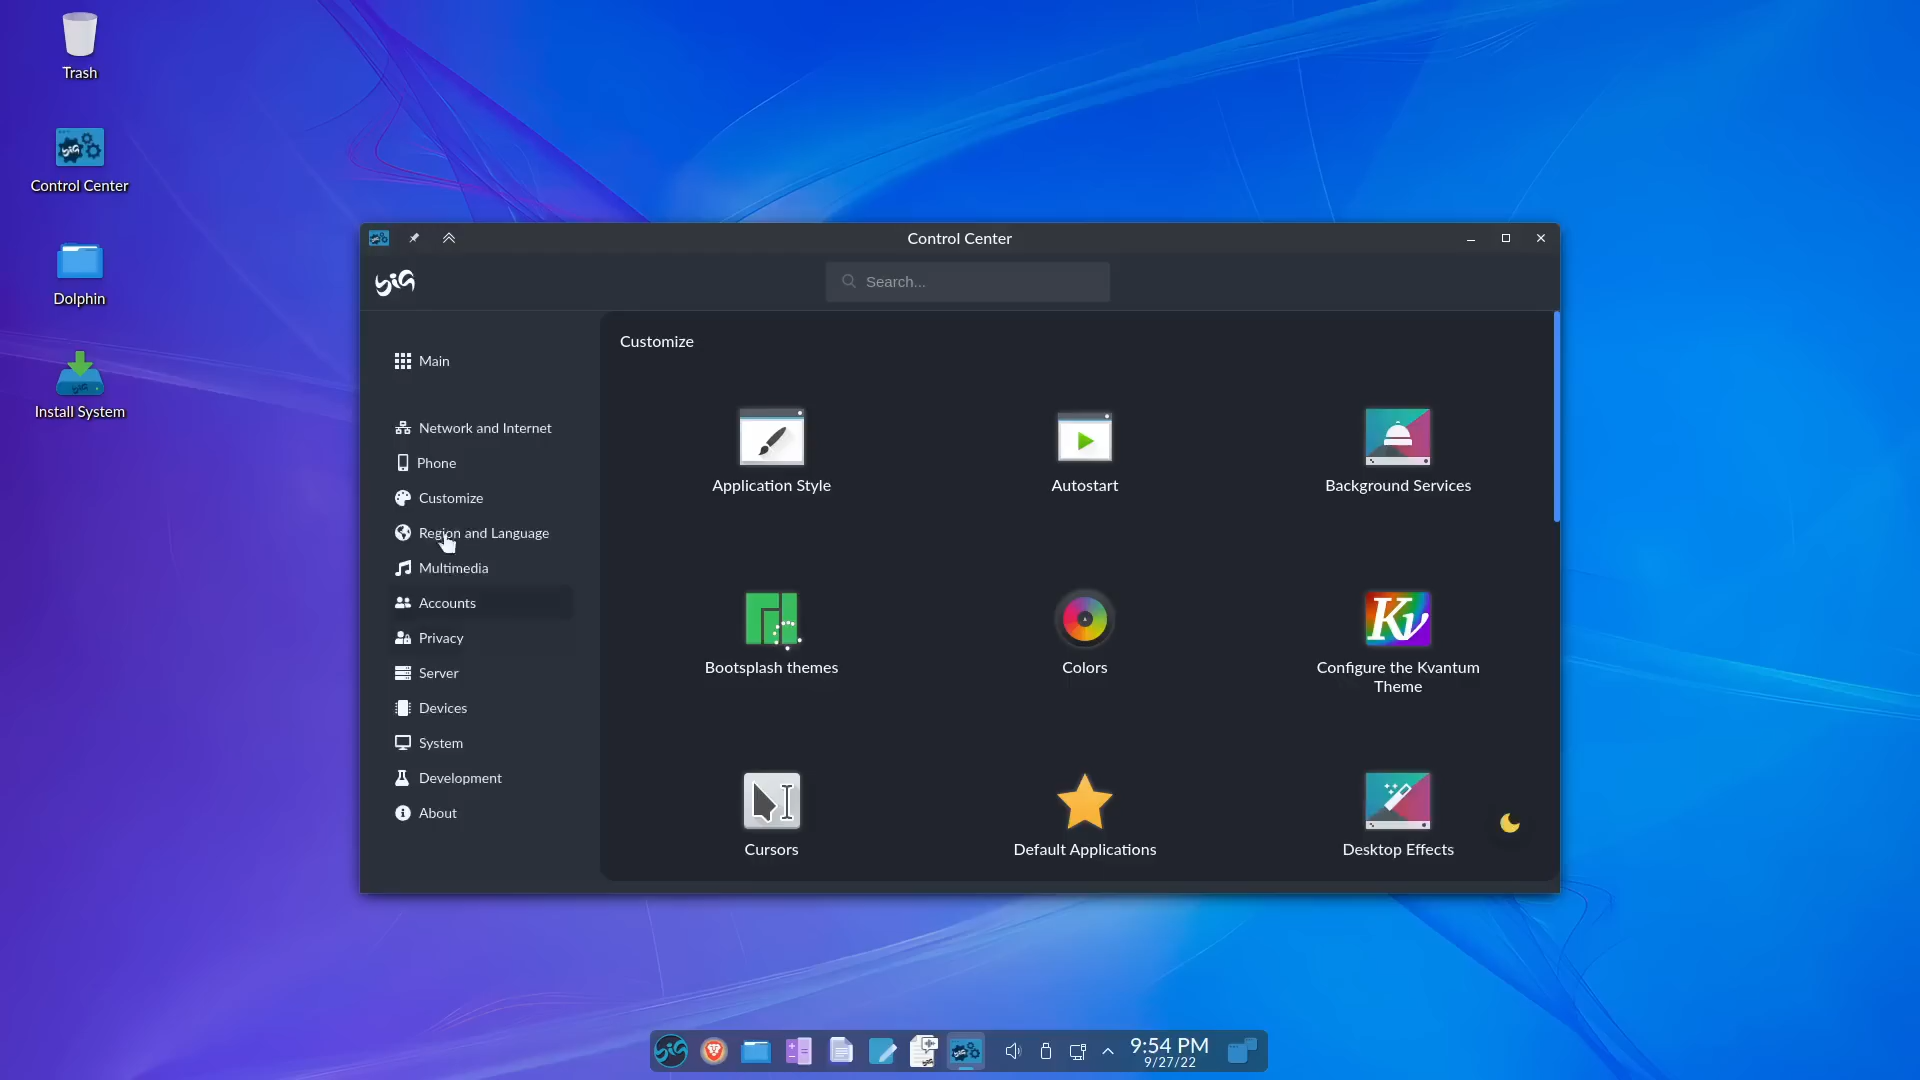 Trash
Control Center
Dolphin
Install System
Control Center
BiG
Search...
Main
Network and Internet
Phone
Customize
Region and Language
Multimedia
Accounts
Privacy
Server
Devices
System
Development
About
Customize
Application Style
Autostart
Background Services
Bootsplash themes
Colors
Kv
Configure the Kvantum
Theme
Cursors
Default Applications
Desktop Effects
9:54 PM
9/27/22